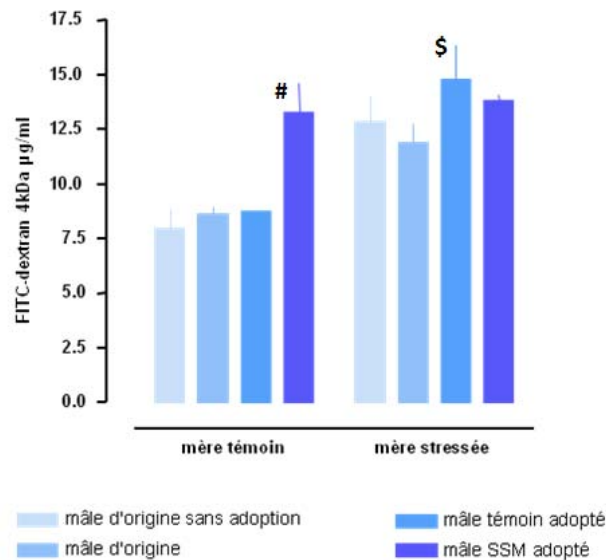 17.5
15.0
12.5
10.0
7.5
5.0
2.5
0.0
FITC-dextran 4kDa µg/ml
#
$
mère témoin
mère stressée
mâle d'origine sans adoption
mâle d'origine
mâle témoin adopté
mâle SSM adopté